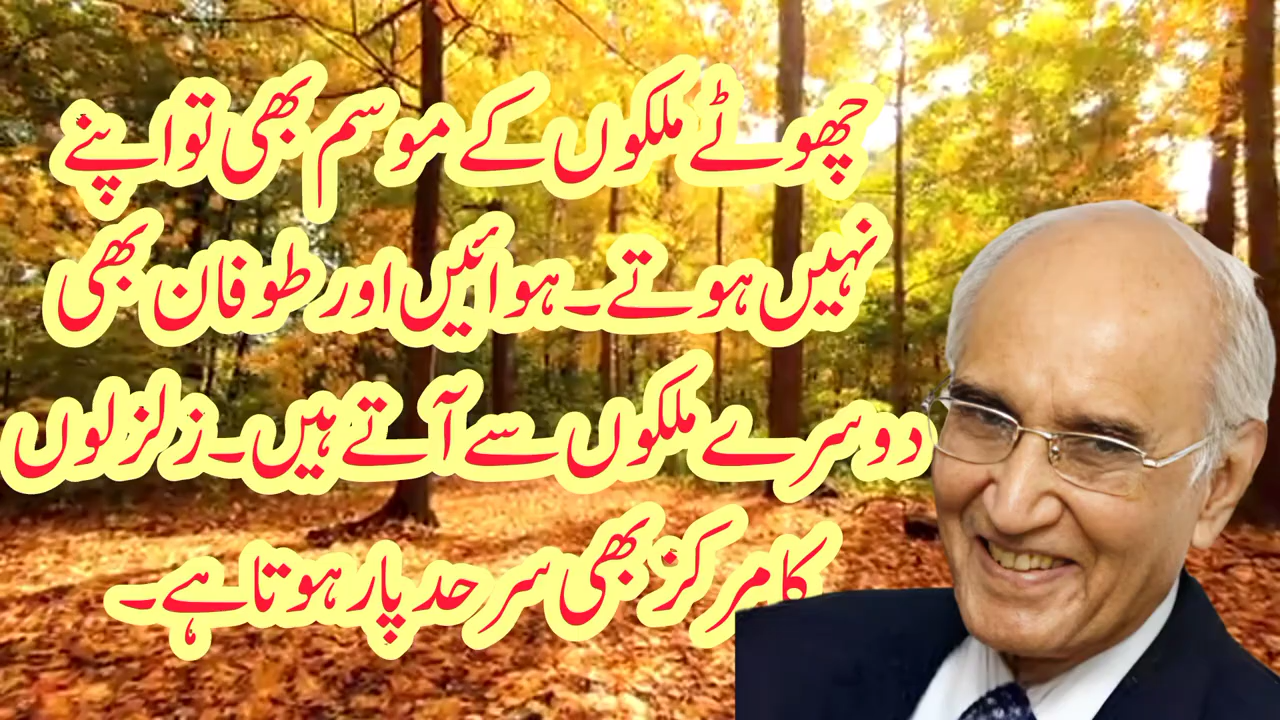 چھوٹے ملکوں کے موسم بھی تو اپنے
نہیں ہوتے۔ ہوائیں اور طوفان بھی
دوسرے ملکوں سے آتے ہیں۔ زلزلوں
کا مرکز بھی سرحد پار ہوتا ہے۔